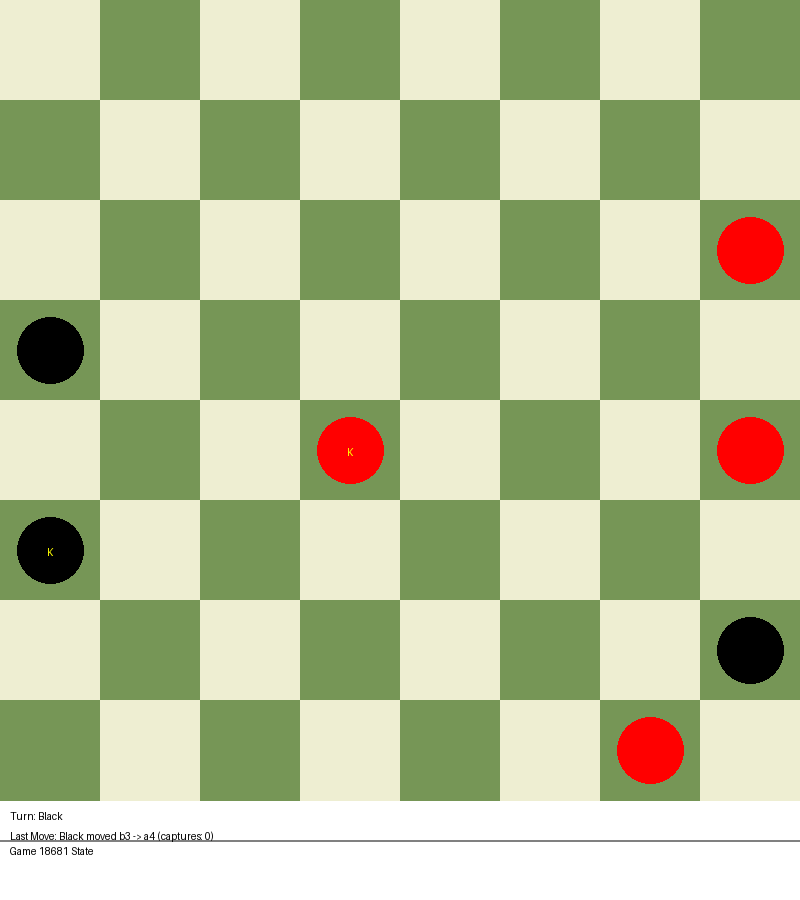 K
K
Turn: Black
Last Move: Black moved b3 -> a4 (captures: 0)
Game 18681 State